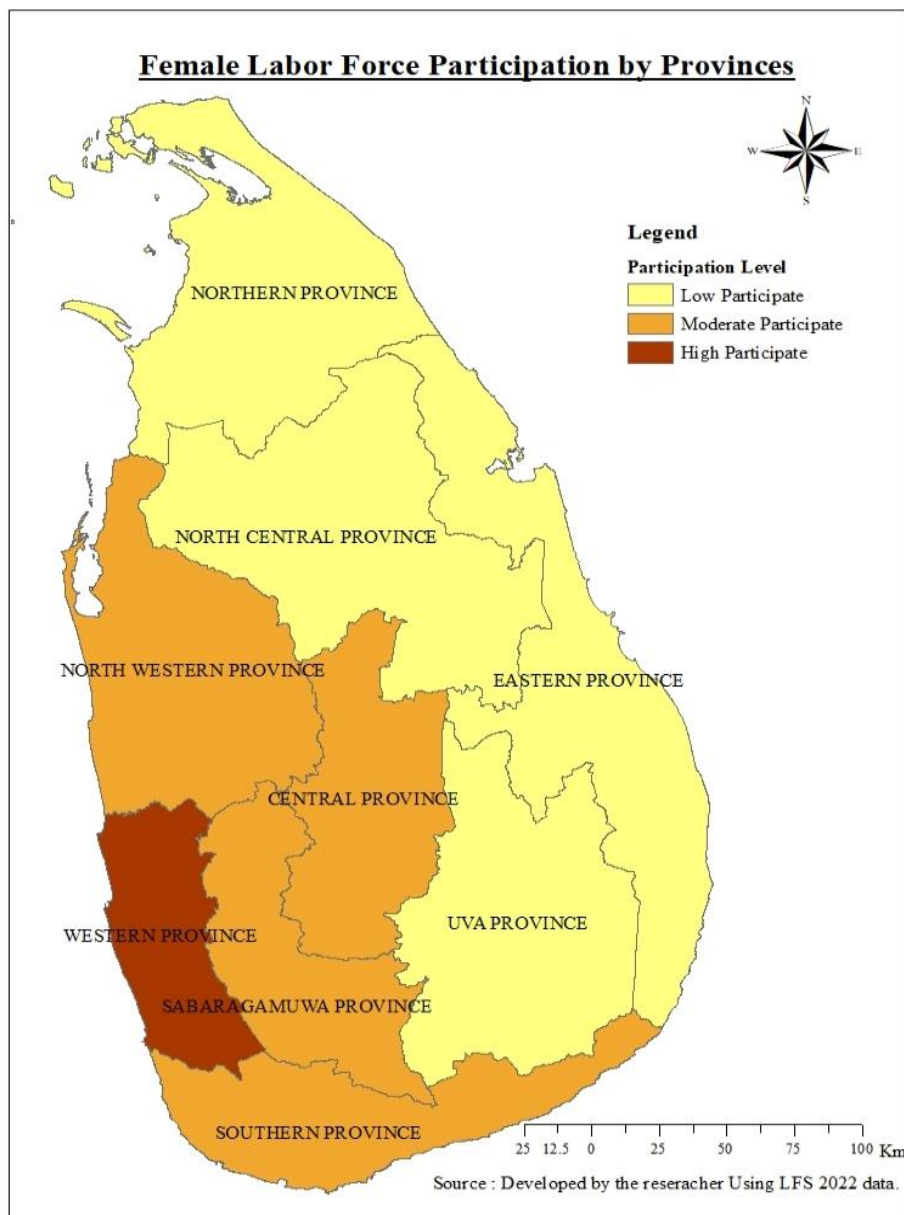 Female Labor Force Participation by Provinces
N
W E
S
Legend
Participation Level
Low Participate
Moderate Participate
High Participate
NORTHERN PROVINCE
NORTH CENTRAL PROVINCE
NORTH WESTERN PROVINCE
EASTERN PROVINCE
CENTRAL PROVINCE
UVA PROVINCE
WESTERN PROVINCE
SABARAGAMUWA PROVINCE
SOUTHERN PROVINCE
25 12.5 0 25 50 75 100 Km
Source : Developed by the reseracher Using LFS 2022 data.